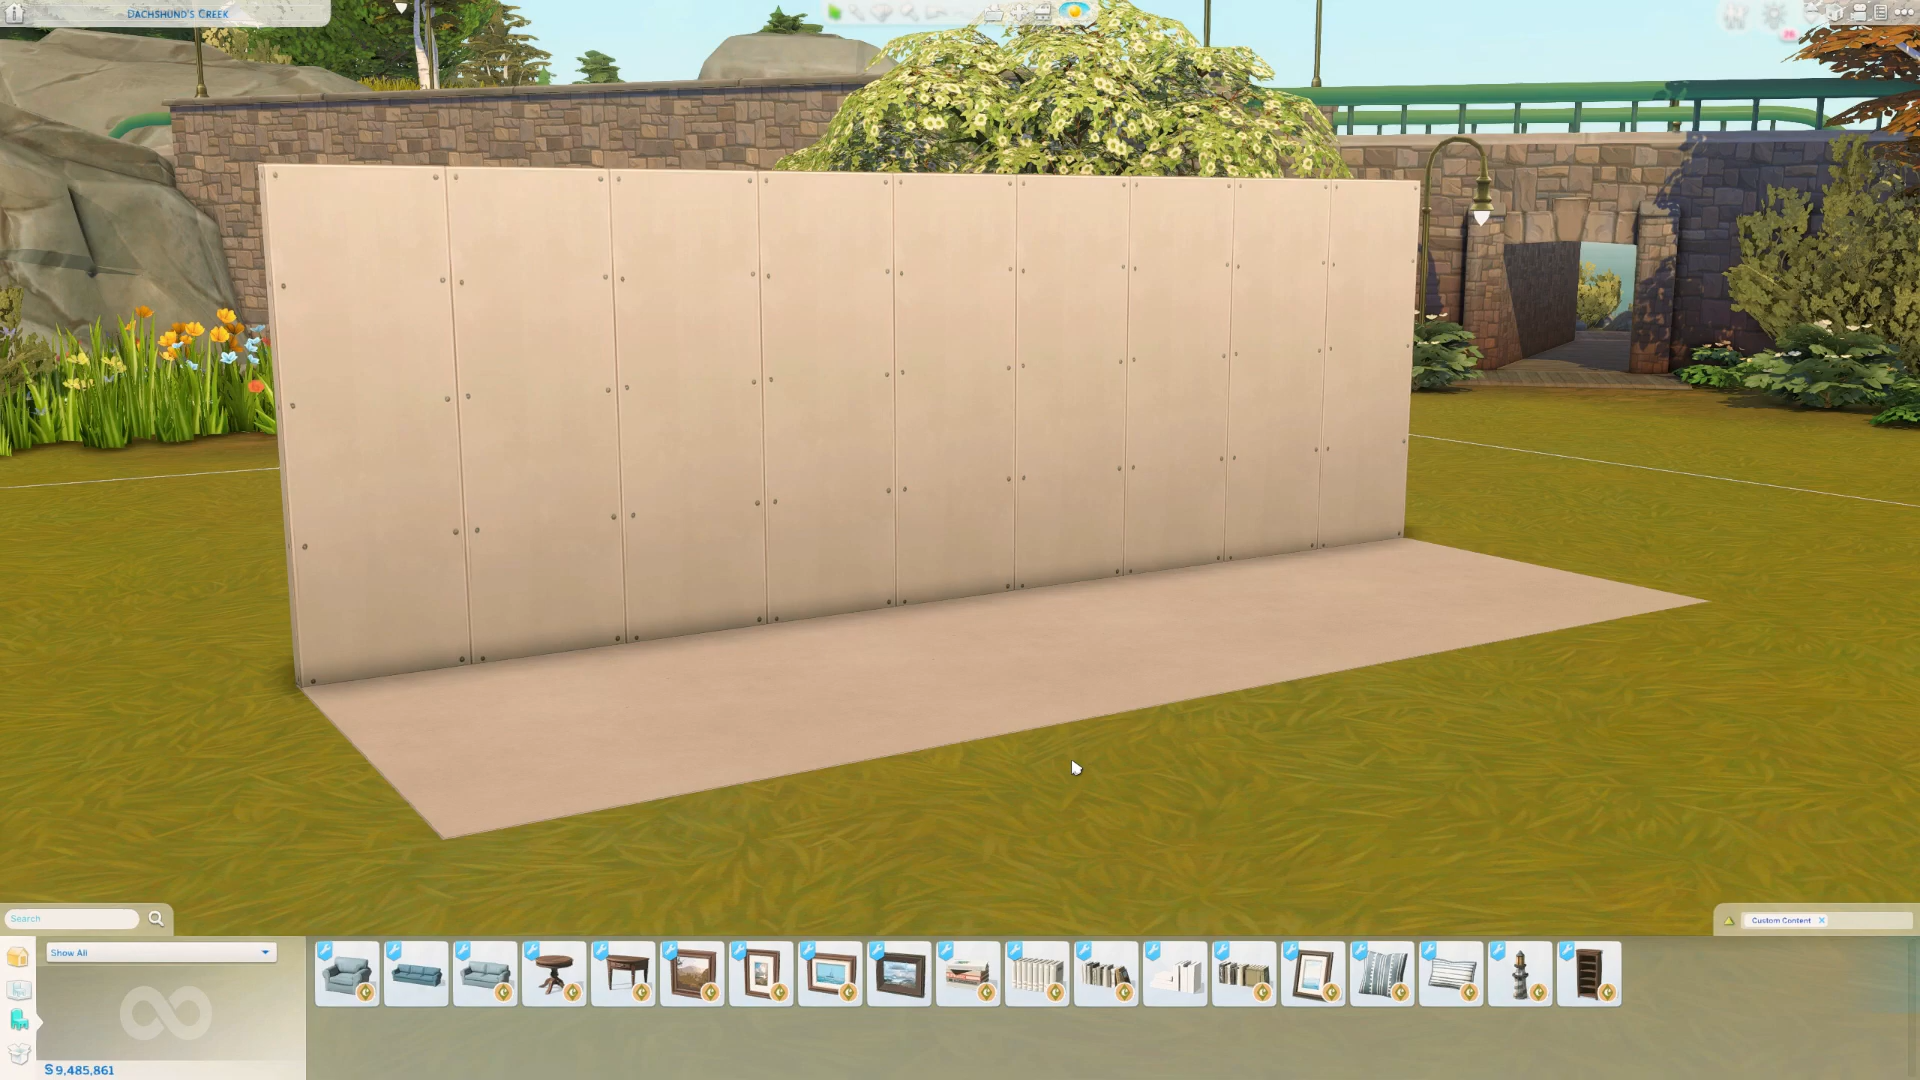 DACHSHUND'S CREEK
Search
Custom Content
Show All
§9,485,861